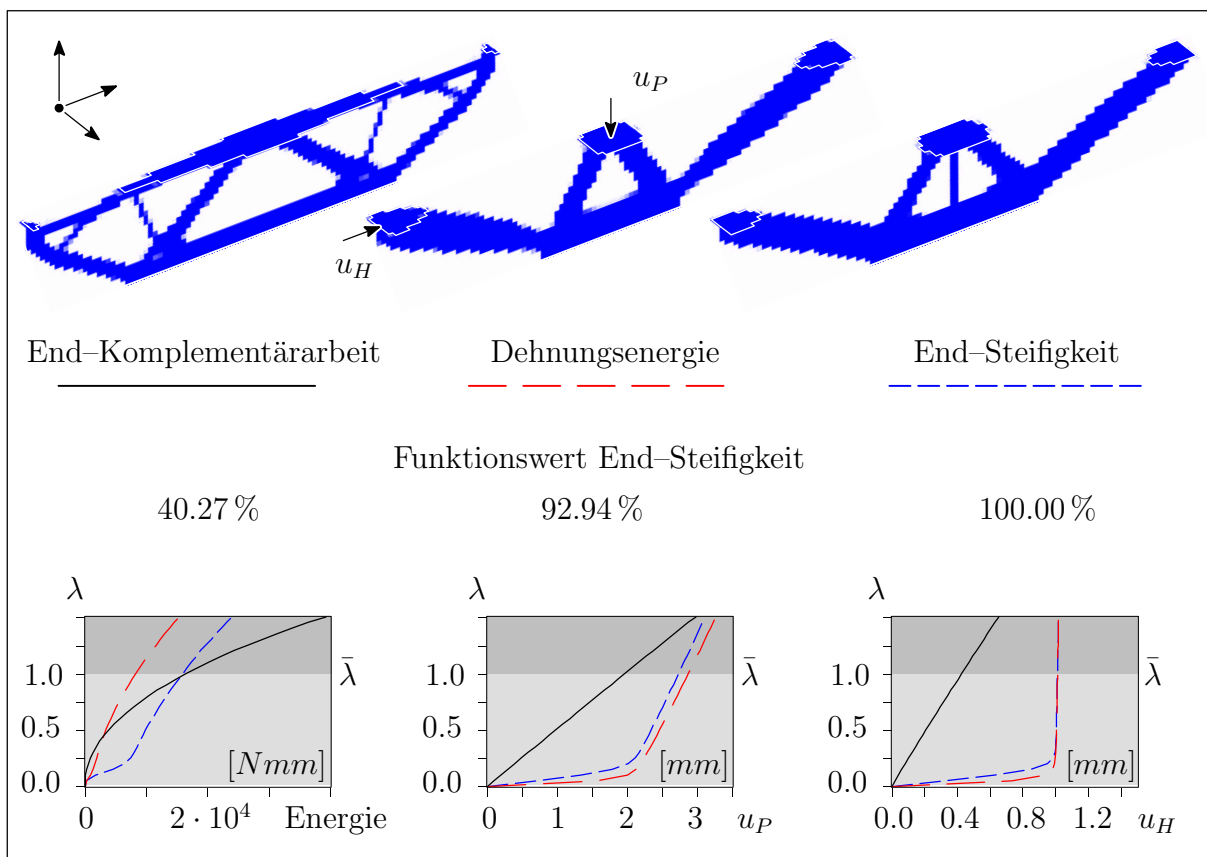 u_P
u_H
End–Komplementärarbeit Dehnungsenergie End–Steifigkeit
Funktionswert End–Steifigkeit
40.27 % 92.94 % 100.00 %
λ λ λ
1.0 λ̄ 1.0 λ̄ 1.0 λ̄
0.5 0.5 0.5
0.0 [Nmm] 0.0 [mm] 0.0 [mm]
0 2 · 10⁴ Energie 0 1 2 3 u_P 0.0 0.4 0.8 1.2 u_H